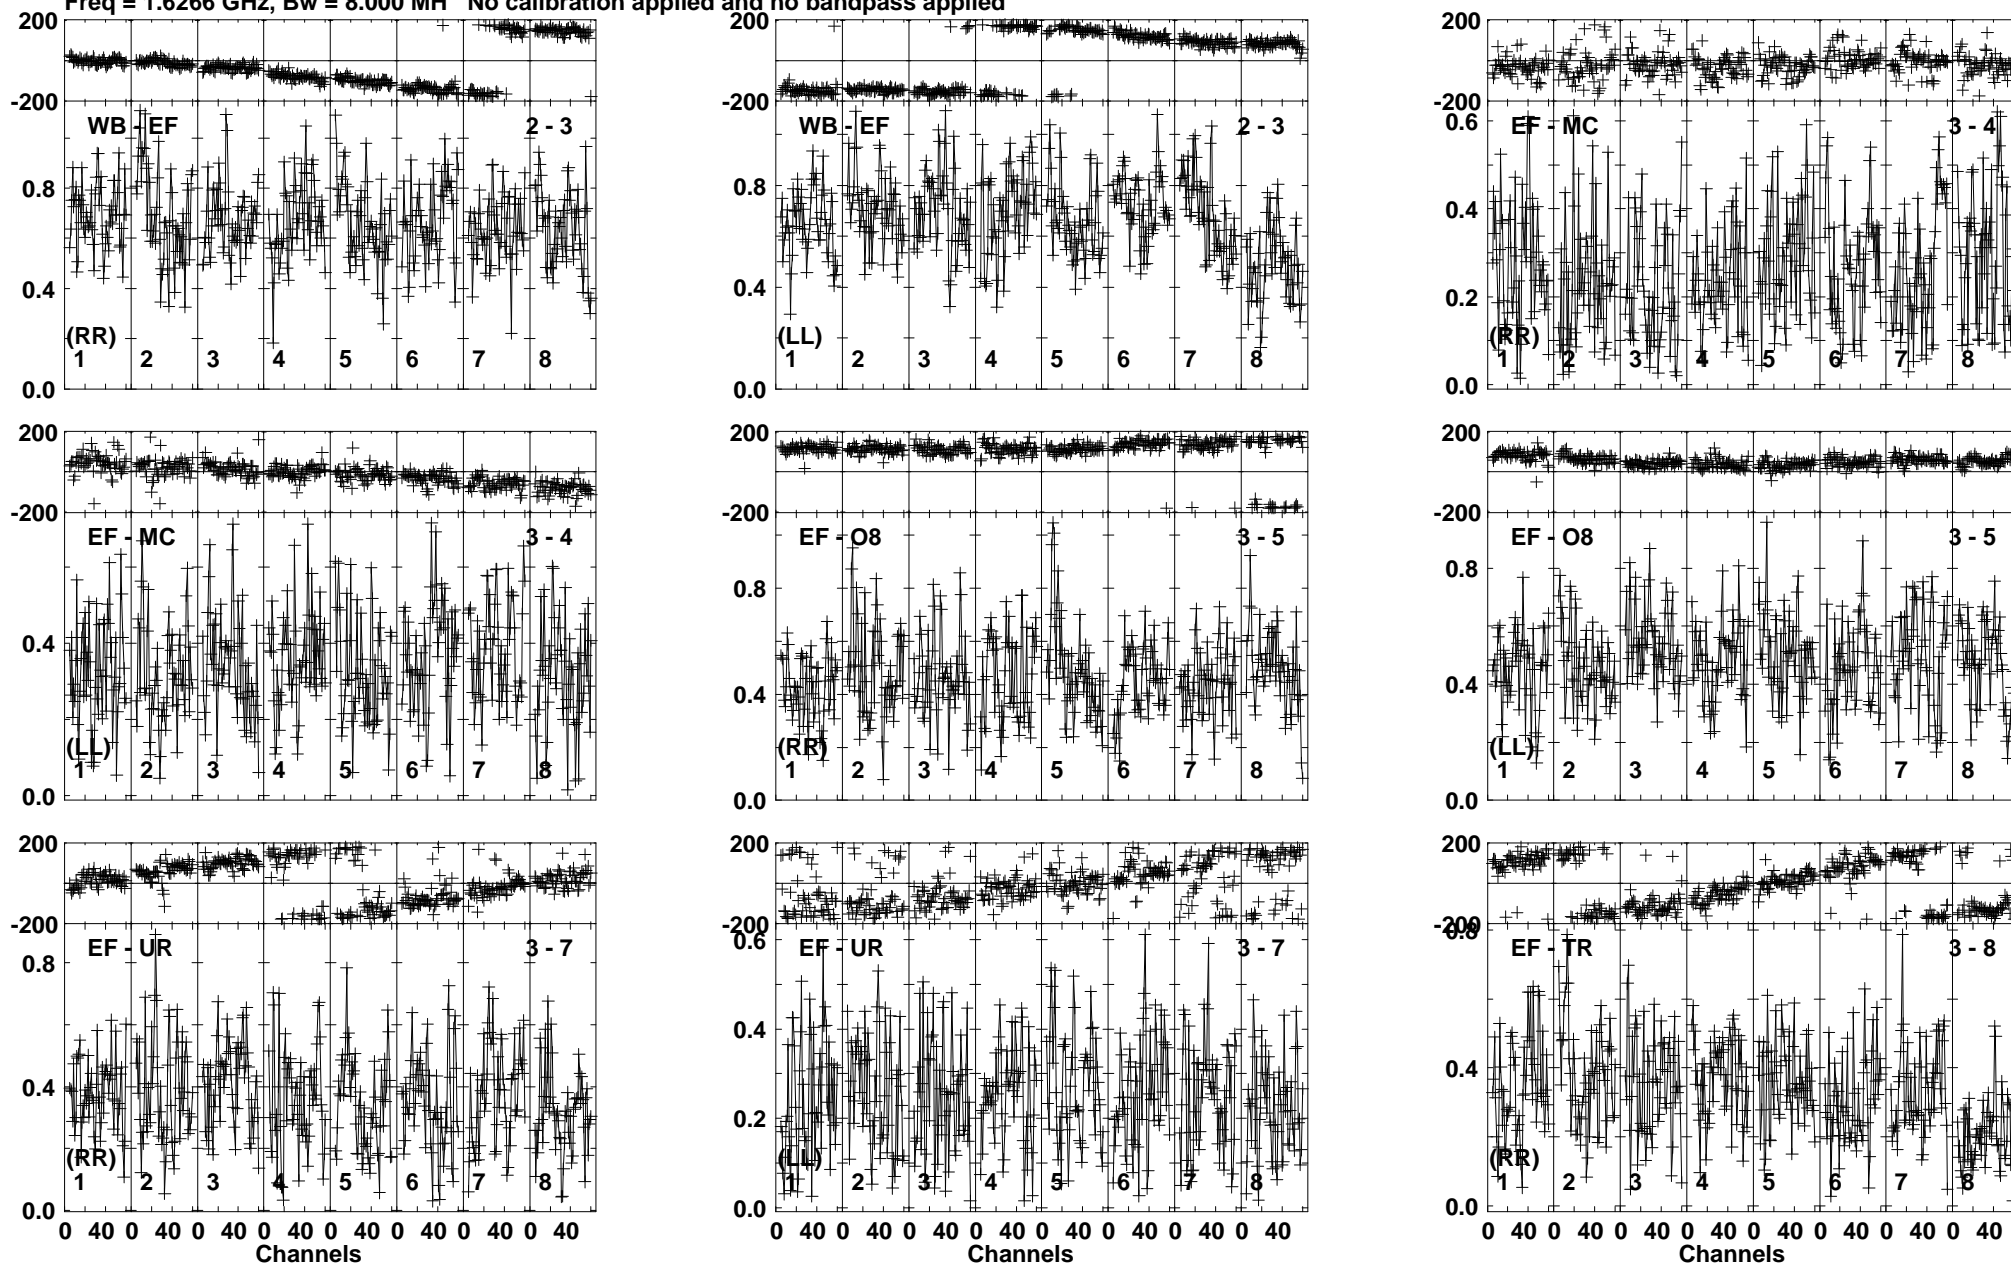 Freq = 1.6266 GHz, Bw = 8.000 MH No calibration applied and no bandpass applied
200 200 200
-200 -200 -200
WB - EF 2 - 3 WB - EF 2 - 3 EF - MC 3 - 4
0.8 0.8 0.6
0.4 0.4 0.4
0.2
(RR) (LL) (RR)
1 2 3 4 5 6 7 8 1 2 3 4 5 6 7 8 1 2 3 4 5 6 7 8
0.0 0.0 0.0
200 200 200
-200 -200 -200
EF - MC 3 - 4 EF - O8 3 - 5 EF - O8 3 - 5
0.8 0.8
0.4 0.4 0.4
(LL) (RR) (LL)
1 2 3 4 5 6 7 8 1 2 3 4 5 6 7 8 1 2 3 4 5 6 7 8
0.0 0.0 0.0
200 200 200
-200 -200 -200
EF - UR 3 - 7 EF - UR 3 - 7 EF - TR 3 - 8
0.8 0.6 0.8
0.4 0.4 0.4
0.2
(RR) (LL) (RR)
1 2 3 4 5 6 7 8 1 2 3 4 5 6 7 8 1 2 3 4 5 6 7 8
0.0 0.0 0.0
0 40 0 40 0 40 0 40 0 40 0 40 0 40 0 40 0 40 0 40 0 40 0 40 0 40 0 40 0 40 0 40 0 40 0 40 0 40 0 40 0 40 0 40 0 40 0 40
Channels Channels Channels